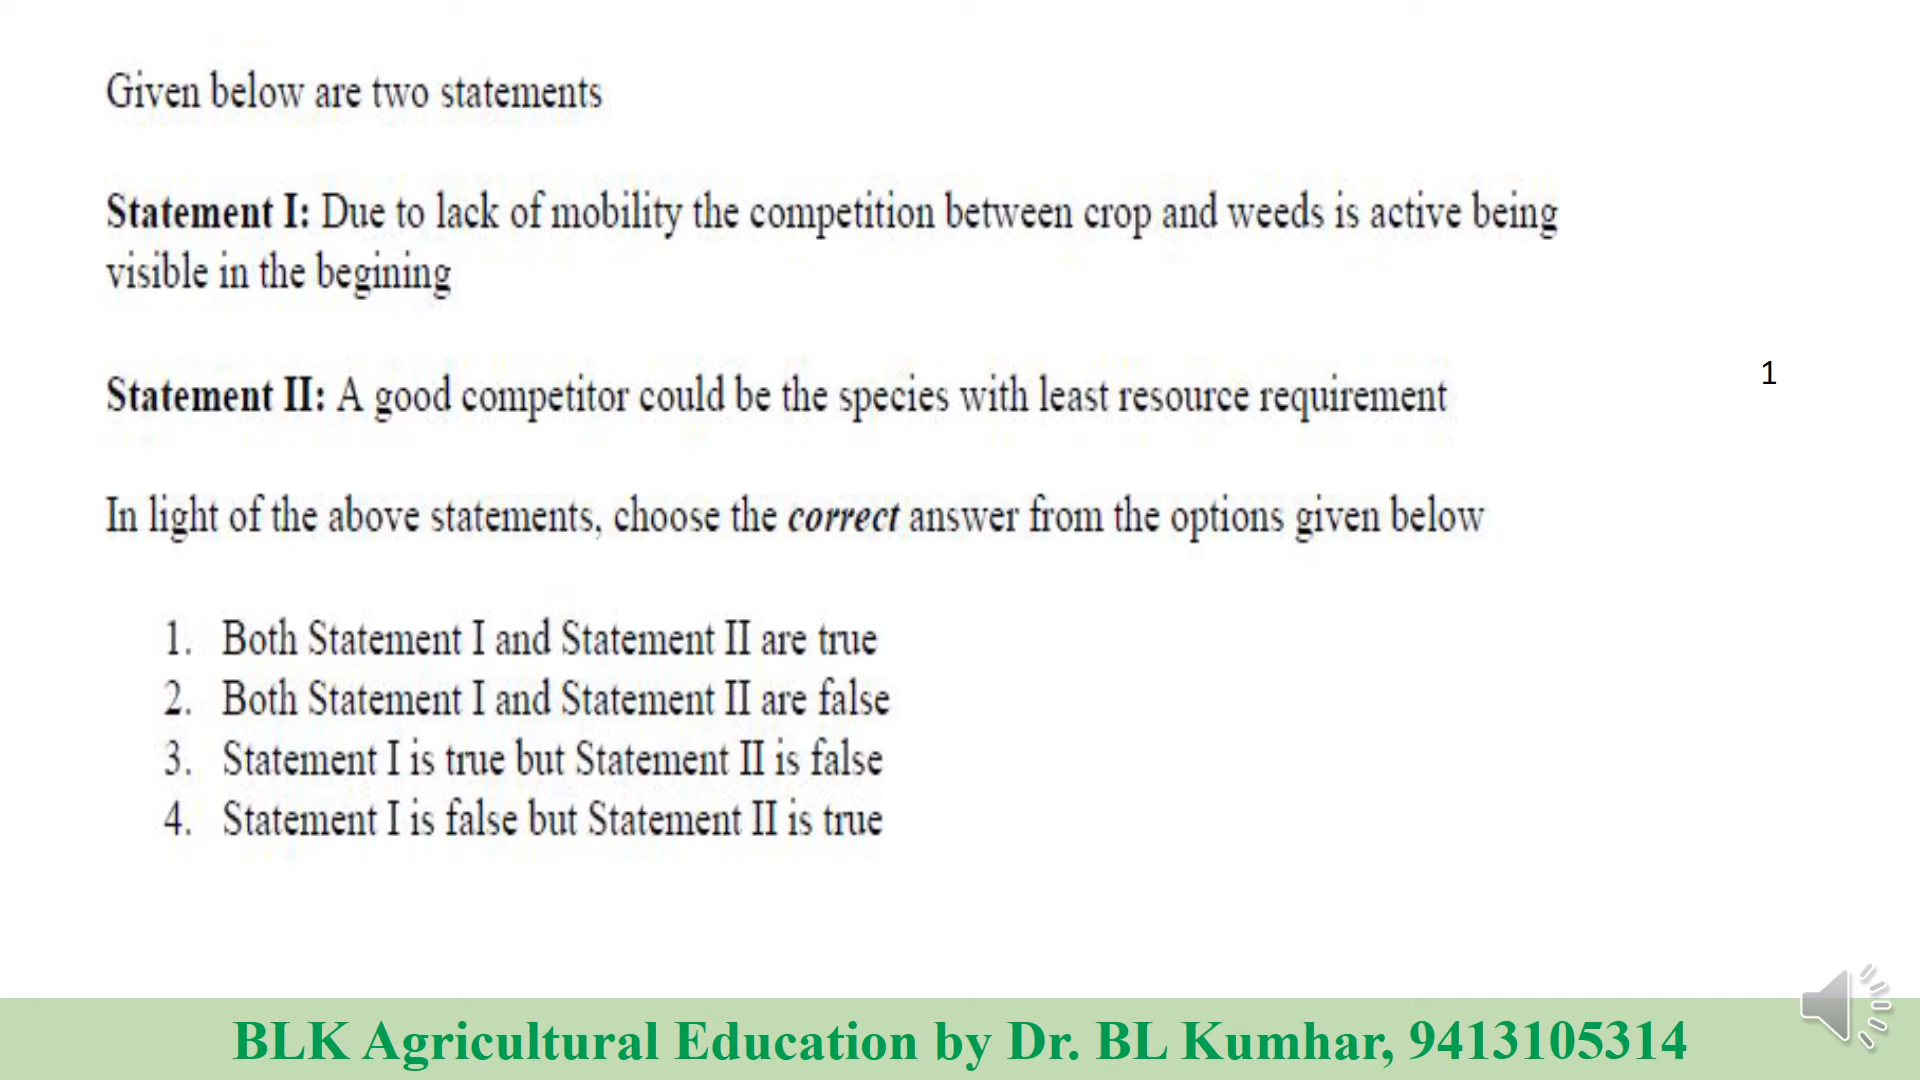 Given below are two statements
Statement I: Due to lack of mobility the competition between crop and weeds is active being
visible in the begining
Statement II: A good competitor could be the species with least resource requirement
1
In light of the above statements, choose the correct answer from the options given below
1. Both Statement I and Statement II are true
2. Both Statement I and Statement II are false
3. Statement I is true but Statement II is false
4. Statement I is false but Statement II is true
BLK Agricultural Education by Dr. BL Kumhar, 9413105314